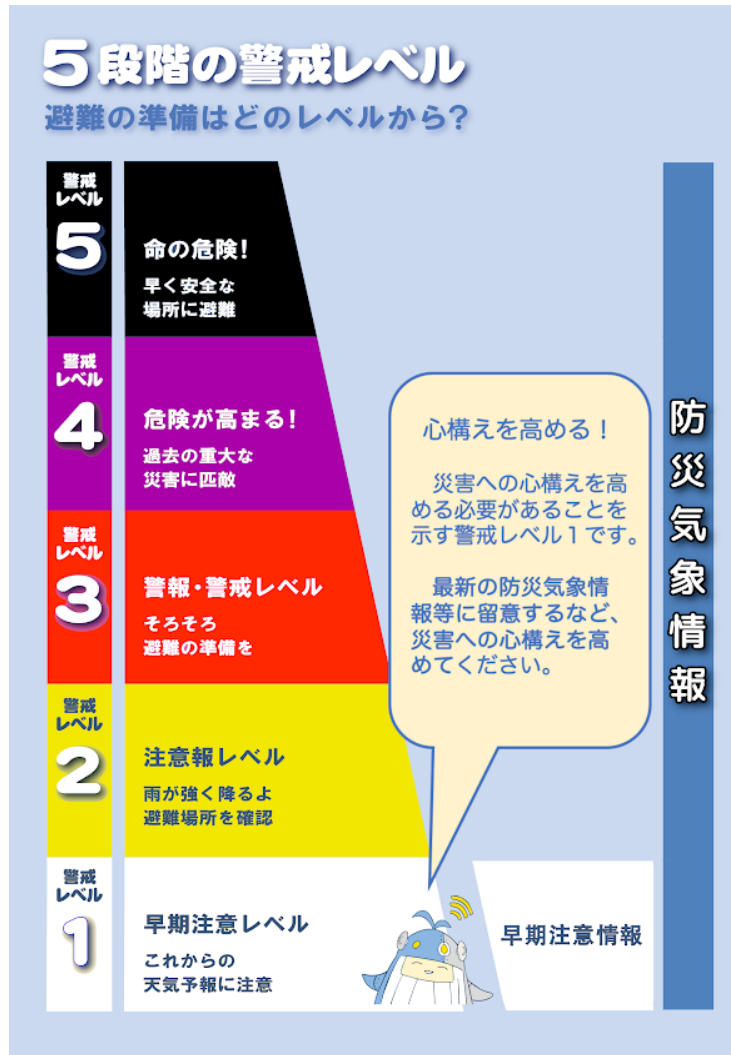 5段階の警戒レベル
避難の準備はどのレベルから?
警戒
レベル
5
命の危険!
早く安全な
場所に避難
警戒
レベル
4
危険が高まる!
過去の重大な
災害に匹敵
警戒
レベル
3
警報・警戒レベル
そろそろ
避難の準備を
警戒
レベル
2
注意報レベル
雨が強く降るよ
避難場所を確認
警戒
レベル
1
早期注意レベル
これからの
天気予報に注意
心構えを高める!
災害への心構えを高
める必要があることを
示す警戒レベル1です。
最新の防災気象情
報等に留意するなど、
災害への心構えを高
めてください。
早期注意情報
防災気象情報